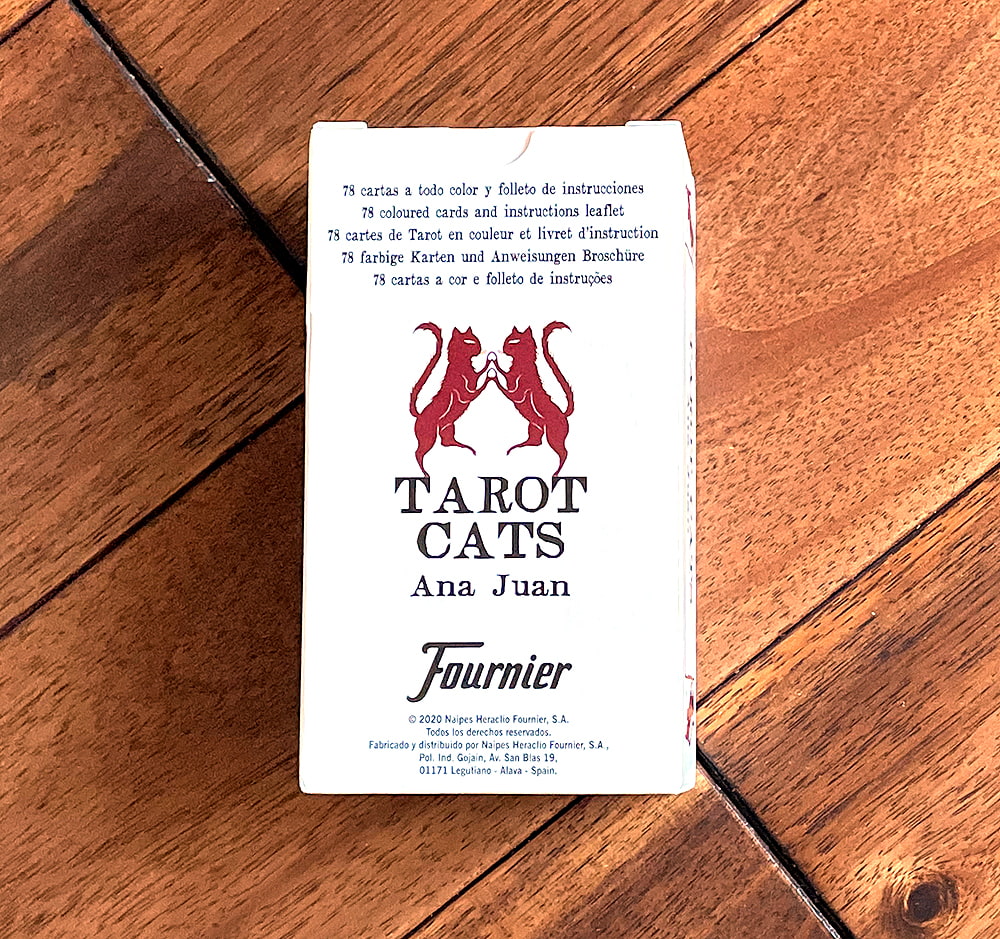 78 cartas a todo color y folleto de instrucciones
78 coloured cards and instructions leaflet
78 cartes de Tarot en couleur et livret d'instruction
78 farbige Karten und Anweisungen Broschüre
78 cartas a cor e folleto de instruções
TAROT
CATS
Ana Juan
Fournier
© 2020 Naipes Heraclio Fournier, S.A.
Todos los derechos reservados.
Fabricado y distribuido por Naipes Heraclio Fournier, S.A.,
Pol. Ind. Gojain, Av. San Blas 19,
01171 Legutiano - Alava - Spain.